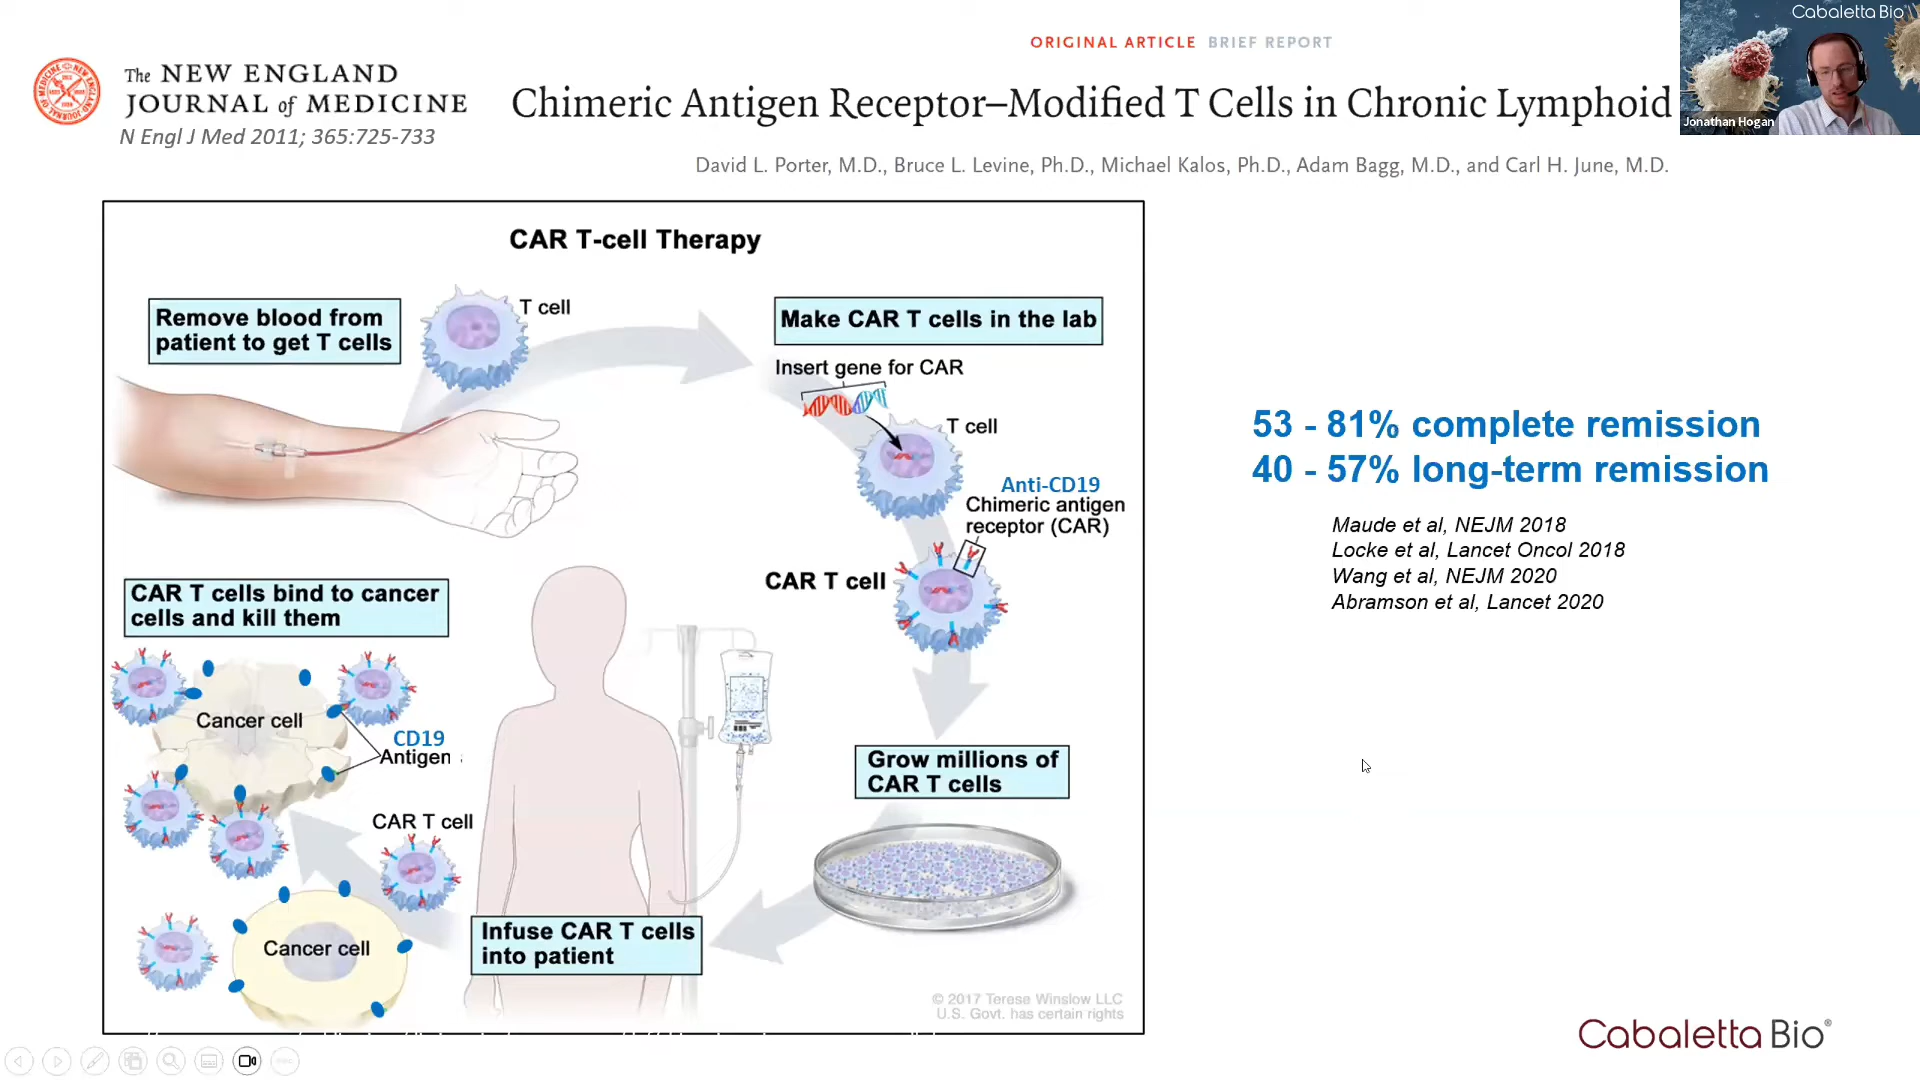 Cabaletta Bio
Jonathan Hogan
ORIGINAL ARTICLE BRIEF REPORT
The NEW ENGLAND
JOURNAL of MEDICINE
N Engl J Med 2011; 365:725-733
Chimeric Antigen Receptor–Modified T Cells in Chronic Lymphoid
David L. Porter, M.D., Bruce L. Levine, Ph.D., Michael Kalos, Ph.D., Adam Bagg, M.D., and Carl H. June, M.D.
CAR T-cell Therapy
Remove blood from
patient to get T cells
T cell
Make CAR T cells in the lab
Insert gene for CAR
T cell
Anti-CD19
Chimeric antigen
receptor (CAR)
CAR T cell
Grow millions of
CAR T cells
Infuse CAR T cells
into patient
CAR T cells bind to cancer
cells and kill them
Cancer cell
CD19
Antigen
CAR T cell
Cancer cell
© 2017 Terese Winslow LLC
U.S. Govt. has certain rights
53 - 81% complete remission
40 - 57% long-term remission
Maude et al, NEJM 2018
Locke et al, Lancet Oncol 2018
Wang et al, NEJM 2020
Abramson et al, Lancet 2020
Cabaletta Bio®